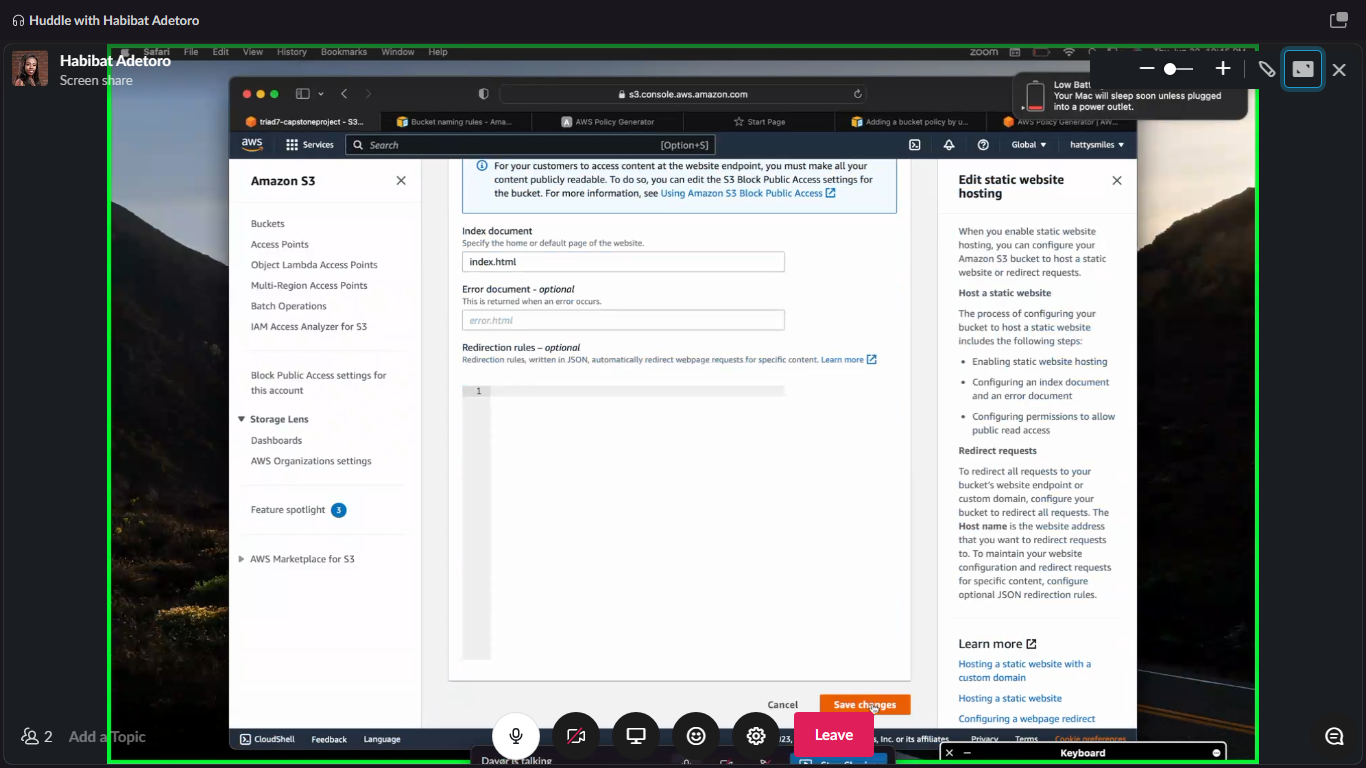 Huddle with Habibat Adetoro
Habibat Adetoro
Screen share
Safari File Edit View History Bookmarks Window Help
zoom
Low Batt
Your Mac will sleep soon unless plugged
into a power outlet.
s3.console.aws.amazon.com
triad7-capstoneproject - S3...
Bucket naming rules - Ama...
AWS Policy Generator
Start Page
Adding a bucket policy by u...
AWS Policy Generator | AW...
aws
Services
Search
[Option+S]
Global
hattysmiles
Amazon S3
Buckets
Access Points
Object Lambda Access Points
Multi-Region Access Points
Batch Operations
IAM Access Analyzer for S3
Block Public Access settings for
this account
Storage Lens
Dashboards
AWS Organizations settings
Feature spotlight 3
AWS Marketplace for S3
For your customers to access content at the website endpoint, you must make all your
content publicly readable. To do so, you can edit the S3 Block Public Access settings for
the bucket. For more information, see Using Amazon S3 Block Public Access
Index document
Specify the home or default page of the website.
index.html
Error document - optional
This is returned when an error occurs.
error.html
Redirection rules – optional
Redirection rules, written in JSON, automatically redirect webpage requests for specific content. Learn more
1
Cancel
Save changes
Edit static website
hosting
When you enable static website
hosting, you can configure your
Amazon S3 bucket to host a static
website or redirect requests.
Host a static website
The process of configuring your
bucket to host a static website
includes the following steps:
• Enabling static website hosting
• Configuring an index document
and an error document
• Configuring permissions to allow
public read access
Redirect requests
To redirect all requests to your
bucket's website endpoint or
custom domain, configure your
bucket to redirect all requests. The
Host name is the website address
that you want to redirect requests
to. To maintain your website
configuration and redirect requests
for specific content, configure
optional JSON redirection rules.
Learn more
Hosting a static website with a
custom domain
Hosting a static website
Configuring a webpage redirect
CloudShell
Feedback
Language
Inc. or its affiliates.
Privacy
Terms
Cookie preferences
2
Add a Topic
Leave
is talking
Keyboard